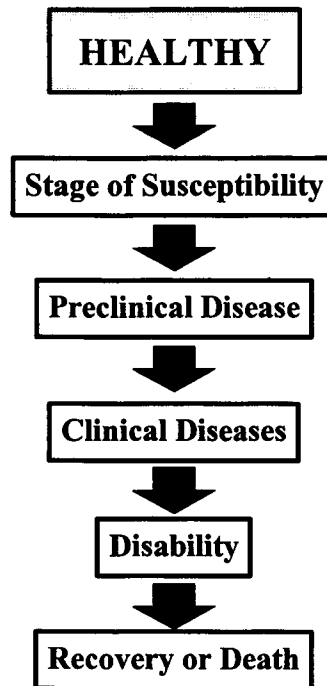 HEALTHY
Stage of Susceptibility
Preclinical Disease
Clinical Diseases
Disability
Recovery or Death